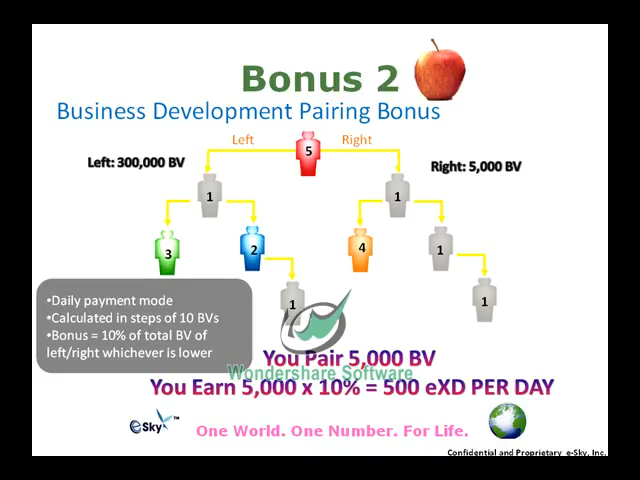 Bonus 2
Business Development Pairing Bonus
Left
Right
5
Left: 300,000 BV
Right: 5,000 BV
1
1
3
2
4
1
1
1
•Daily payment mode
•Calculated in steps of 10 BVs
•Bonus = 10% of total BV of
left/right whichever is lower
You Pair 5,000 BV
Wondershare Software
You Earn 5,000 x 10% = 500 eXD PER DAY
eSky™
One World. One Number. For Life.
Confidential and Proprietary e-Sky, Inc.